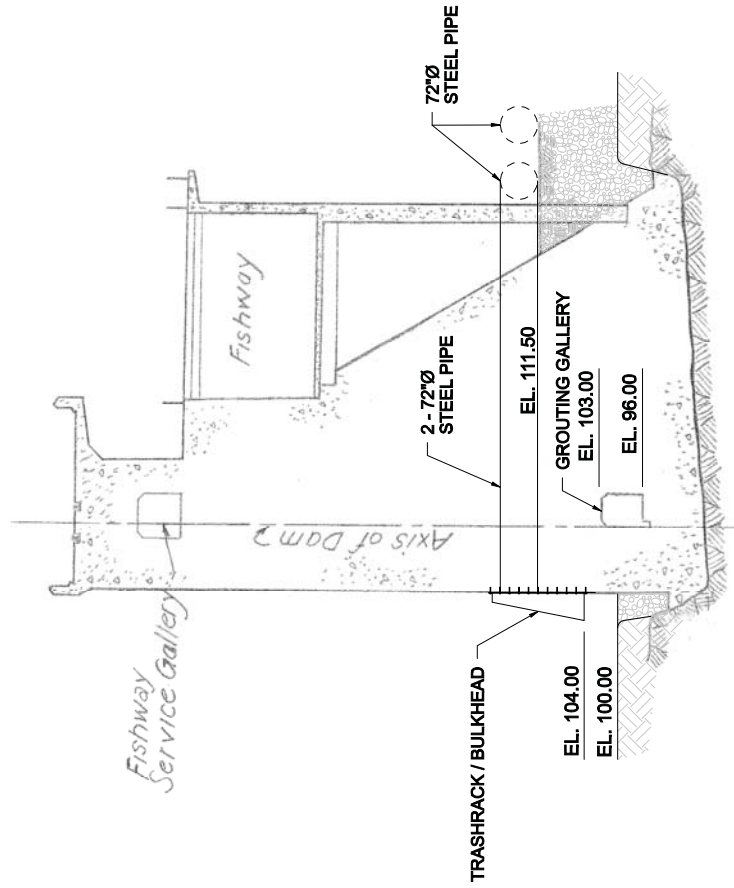 Fishway
Service Gallery
Fishway
Axis of Dam
72"Ø
STEEL PIPE
2 - 72"Ø
STEEL PIPE
EL. 111.50
GROUTING GALLERY
EL. 103.00
EL. 96.00
TRASHRACK / BULKHEAD
EL. 104.00
EL. 100.00